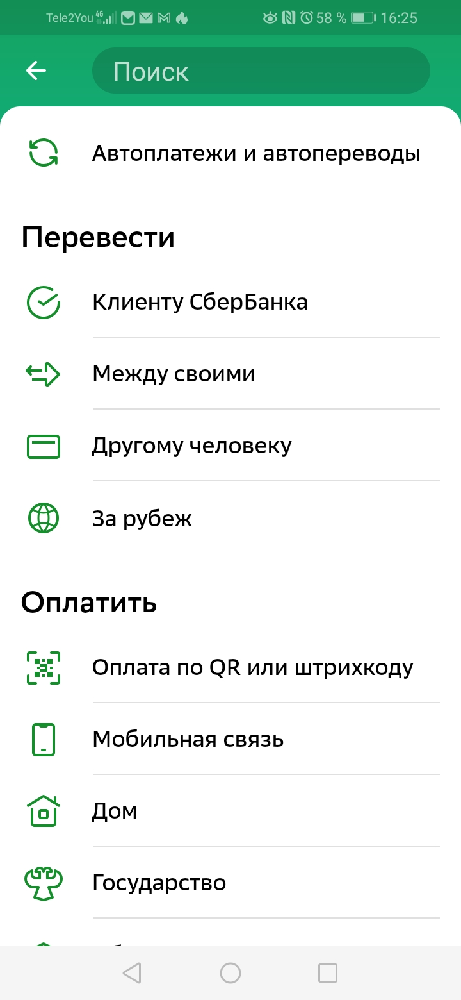 Tele2You 4G 58 % 16:25
Поиск
Автоплатежи и автопереводы
Перевести
Клиенту СберБанка
Между своими
Другому человеку
За рубеж
Оплатить
Оплата по QR или штрихкоду
Мобильная связь
Дом
Государство